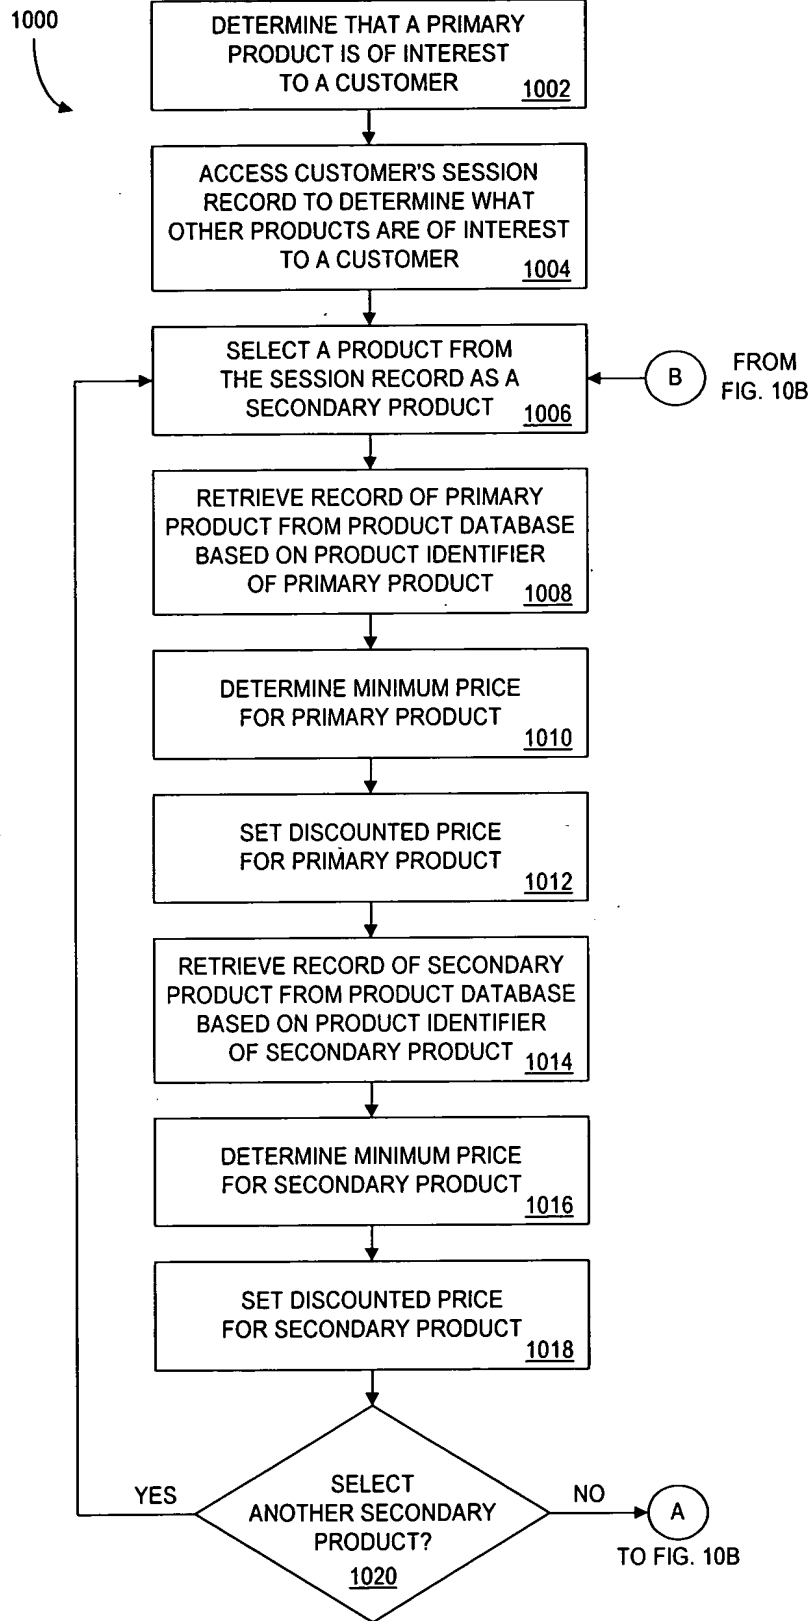 1000
DETERMINE THAT A PRIMARY
PRODUCT IS OF INTEREST
TO A CUSTOMER
1002
ACCESS CUSTOMER'S SESSION
RECORD TO DETERMINE WHAT
OTHER PRODUCTS ARE OF INTEREST
TO A CUSTOMER
1004
SELECT A PRODUCT FROM
THE SESSION RECORD AS A
SECONDARY PRODUCT
1006
B
FROM
FIG. 10B
RETRIEVE RECORD OF PRIMARY
PRODUCT FROM PRODUCT DATABASE
BASED ON PRODUCT IDENTIFIER
OF PRIMARY PRODUCT
1008
DETERMINE MINIMUM PRICE
FOR PRIMARY PRODUCT
1010
SET DISCOUNTED PRICE
FOR PRIMARY PRODUCT
1012
RETRIEVE RECORD OF SECONDARY
PRODUCT FROM PRODUCT DATABASE
BASED ON PRODUCT IDENTIFIER
OF SECONDARY PRODUCT
1014
DETERMINE MINIMUM PRICE
FOR SECONDARY PRODUCT
1016
SET DISCOUNTED PRICE
FOR SECONDARY PRODUCT
1018
YES
SELECT
ANOTHER SECONDARY
PRODUCT?
1020
NO
A
TO FIG. 10B